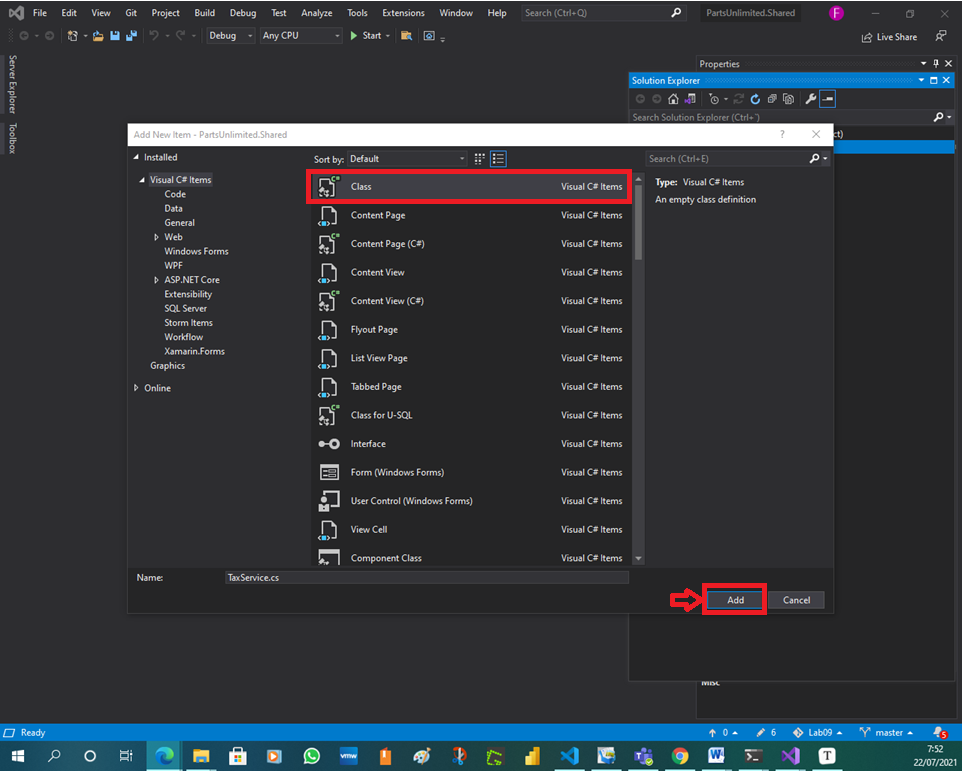 File Edit View Git Project Build Debug Test Analyze Tools Extensions Window Help Search (Ctrl+Q) PartsUnlimited.Shared F
Debug Any CPU Start Live Share
Server Explorer
Toolbox
Properties
Solution Explorer
Search Solution Explorer (Ctrl+¨)
ct)
Add New Item - PartsUnlimited.Shared ?
Installed
Sort by: Default
Search (Ctrl+E)
Visual C# Items
Code
Data
General
Web
Windows Forms
WPF
ASP.NET Core
Extensibility
SQL Server
Storm Items
Workflow
Xamarin.Forms
Graphics
Online
Class Visual C# Items
Content Page Visual C# Items
Content Page (C#) Visual C# Items
Content View Visual C# Items
Content View (C#) Visual C# Items
Flyout Page Visual C# Items
List View Page Visual C# Items
Tabbed Page Visual C# Items
Class for U-SQL Visual C# Items
Interface Visual C# Items
Form (Windows Forms) Visual C# Items
User Control (Windows Forms) Visual C# Items
View Cell Visual C# Items
Component Class Visual C# Items
Type: Visual C# Items
An empty class definition
Name: TaxService.cs
Add Cancel
Misc
Ready 0 6 Lab09 master 5
vmw T
7:52
22/07/2021